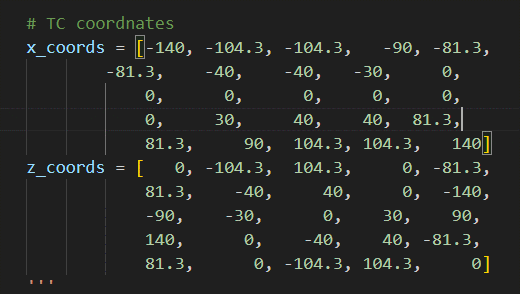 # TC coordnates
x_coords = [-140, -104.3, -104.3, -90, -81.3,
-81.3, -40, -40, -30, 0,
0, 0, 0, 0, 0,
0, 30, 40, 40, 81.3,
81.3, 90, 104.3, 104.3, 140]
z_coords = [ 0, -104.3, 104.3, 0, -81.3,
81.3, -40, 40, 0, -140,
-90, -30, 0, 30, 90,
140, 0, -40, 40, -81.3,
81.3, 0, -104.3, 104.3, 0]
'''